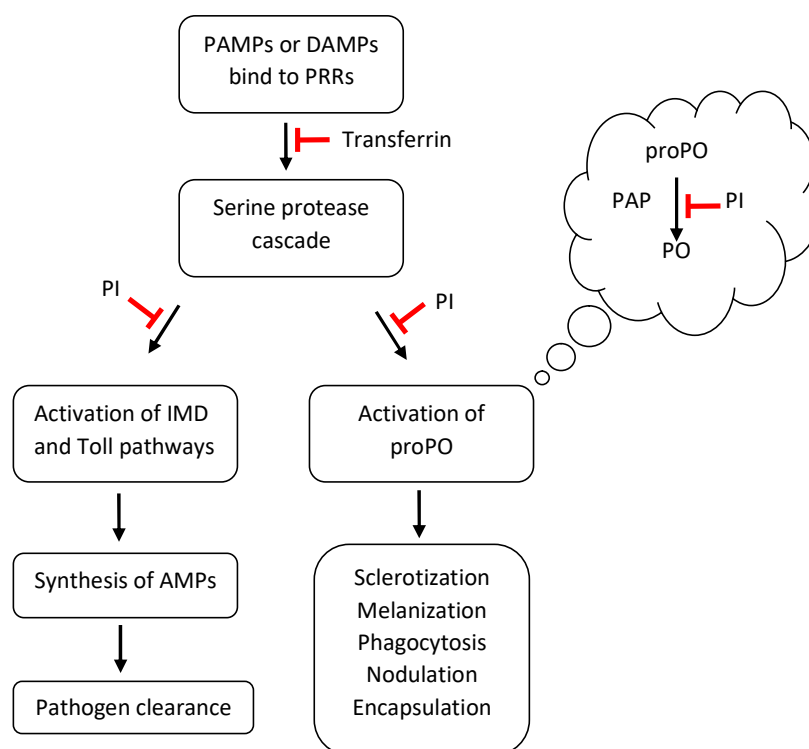 PAMPs or DAMPs
bind to PRRs
Transferrin
Serine protease
cascade
proPO
PAP
PI
PO
PI
PI
Activation of IMD
and Toll pathways
Activation of
proPO
Synthesis of AMPs
Pathogen clearance
Sclerotization
Melanization
Phagocytosis
Nodulation
Encapsulation